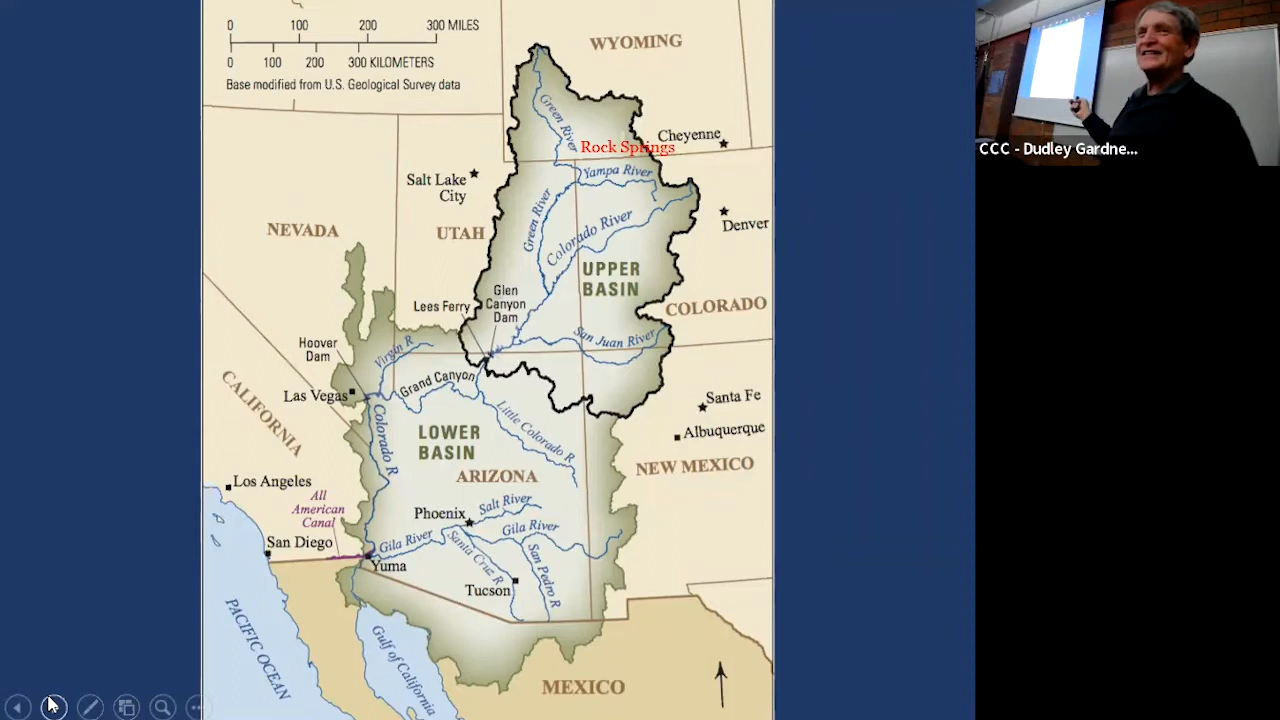 0 100 200 300 MILES
0 100 200 300 KILOMETERS
Base modified from U.S. Geological Survey data
WYOMING
Green River
Rock Springs
Cheyenne
Yampa River
Salt Lake
City
Green River
Colorado River
Denver
NEVADA
UTAH
UPPER
BASIN
Glen
Canyon
Dam
Lees Ferry
COLORADO
San Juan River
Hoover
Dam
Virgin R
Grand Canyon
Las Vegas
CALIFORNIA
Colorado R
Little Colorado R
Santa Fe
Albuquerque
LOWER
BASIN
ARIZONA
NEW MEXICO
Los Angeles
All
American
Canal
Phoenix
Salt River
Gila River
Gila River
San Diego
Santa Cruz R
San Pedro R
Yuma
Tucson
PACIFIC OCEAN
Gulf of California
MEXICO
CCC - Dudley Gardne...